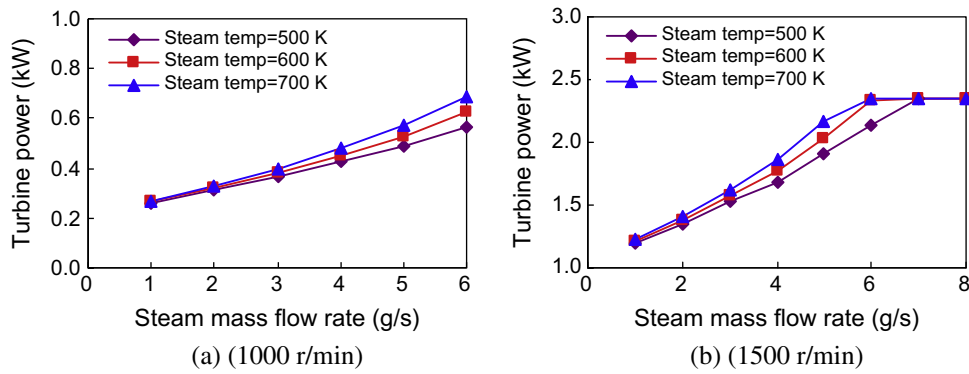 1.0
0.8
0.6
0.4
0.2
0.0
Turbine power (kW)
Steam temp=500 K
Steam temp=600 K
Steam temp=700 K
0 1 2 3 4 5 6
Steam mass flow rate (g/s)
(a) (1000 r/min)
3.0
2.5
2.0
1.5
1.0
Turbine power (kW)
Steam temp=500 K
Steam temp=600 K
Steam temp=700 K
0 2 4 6 8
Steam mass flow rate (g/s)
(b) (1500 r/min)